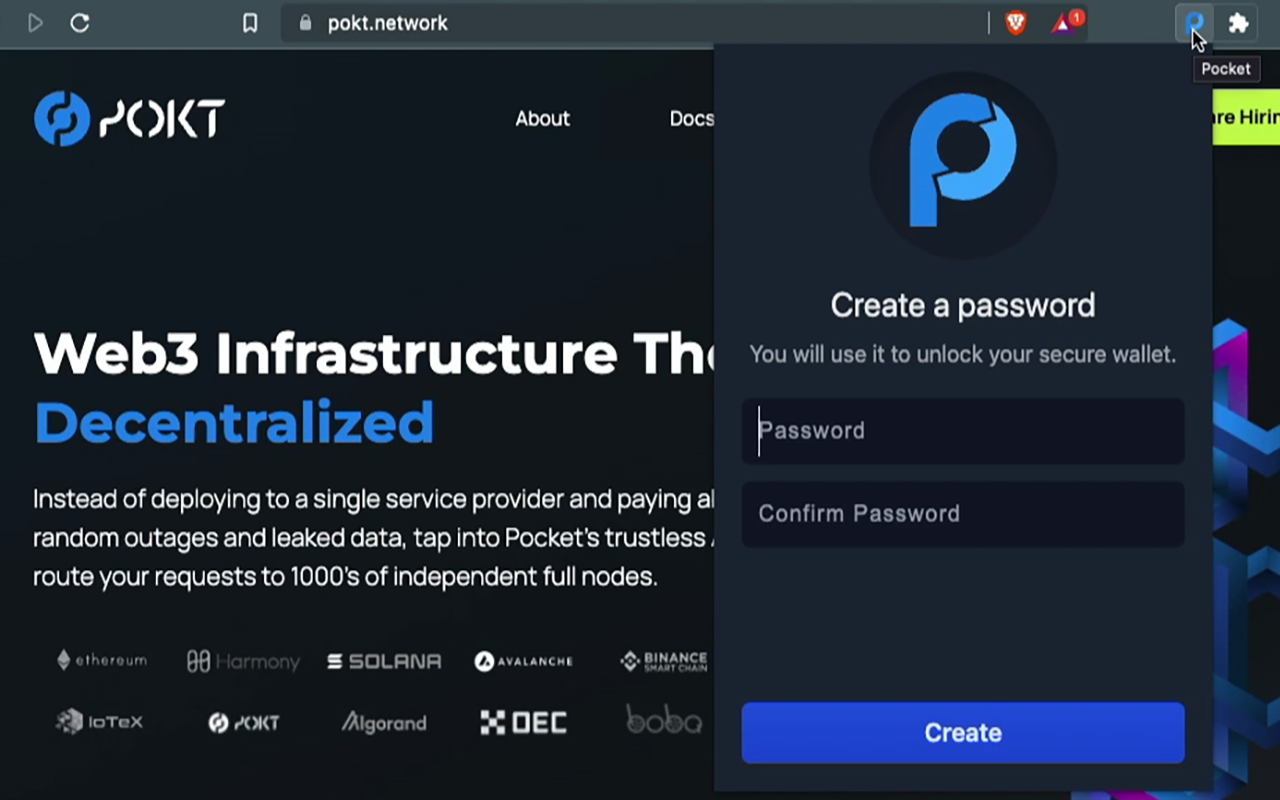 pokt.network
1
Pocket
POKT
About
Docs
are Hirin
Web3 Infrastructure
Decentralized
Instead of deploying to a single service provider and paying
random outages and leaked data, tap into Pocket's trustless
route your requests to 1000's of independent full nodes.
ethereum
Harmony
SOLANA
AVALANCHE
BINANCE
SMART CHAIN
IoTeX
POKT
Algorand
OEC
boba
Create a password
You will use it to unlock your secure wallet.
Password
Confirm Password
Create